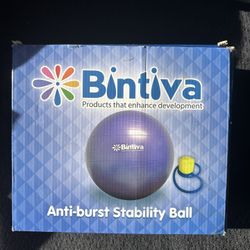 Bintiva
Products that enhance development
Bintiva
Anti-burst Stability Ball